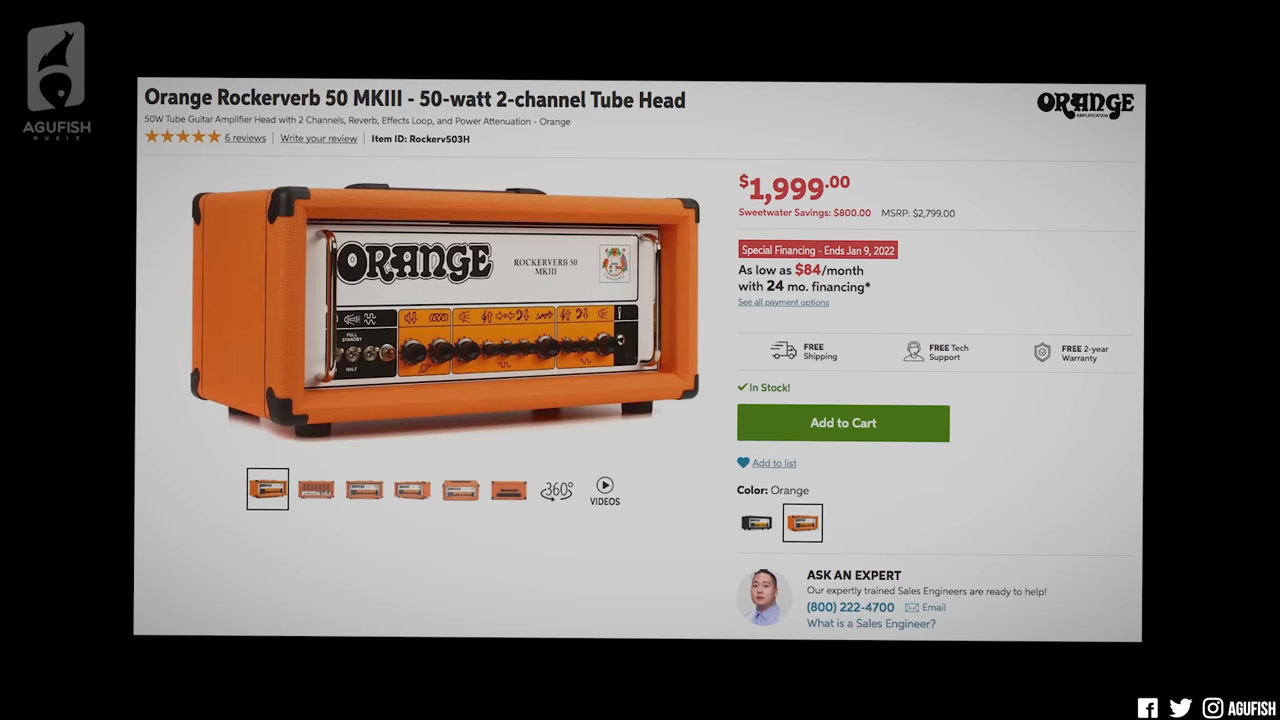 AGUFISH
MUSIC
Orange Rockerverb 50 MKIII - 50-watt 2-channel Tube Head
50W Tube Guitar Amplifier Head with 2 Channels, Reverb, Effects Loop, and Power Attenuation - Orange
6 reviews | Write your review | Item ID: Rockerv503H
ORANGE
AMPLIFICATION
ORANGE
ROCKERVERB 50
MKIII
FULL
STANDBY
HALF
$1,999.00
Sweetwater Savings: $800.00 MSRP: $2,799.00
Special Financing - Ends Jan 9, 2022
As low as $84/month
with 24 mo. financing*
See all payment options
FREE
Shipping
FREE Tech
Support
FREE 2-year
Warranty
In Stock!
Add to Cart
Add to list
Color: Orange
360°
VIDEOS
ASK AN EXPERT
Our expertly trained Sales Engineers are ready to help!
(800) 222-4700 Email
What is a Sales Engineer?
AGUFISH